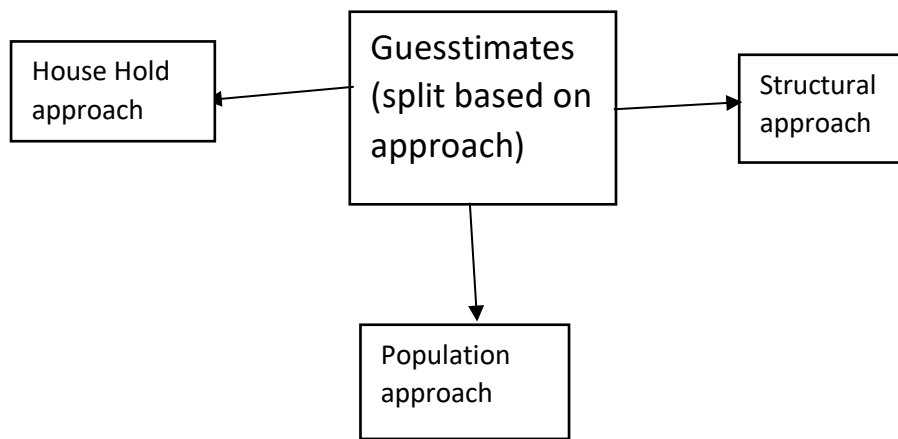 House Hold
approach
Guesstimates
(split based on
approach)
Structural
approach
Population
approach